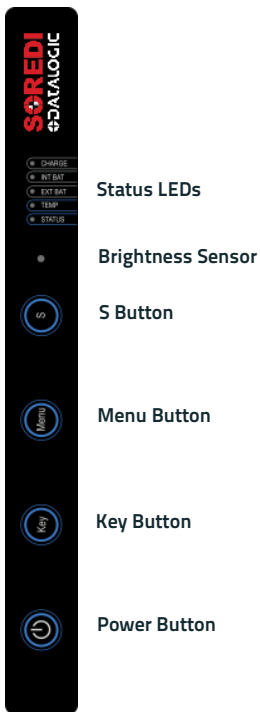 SOREDI
DATALOGIC
CHARGE
INT BAT
EXT BAT
TEMP
STATUS
Status LEDs
Brightness Sensor
S
S Button
Menu
Menu Button
Key
Key Button
Power Button